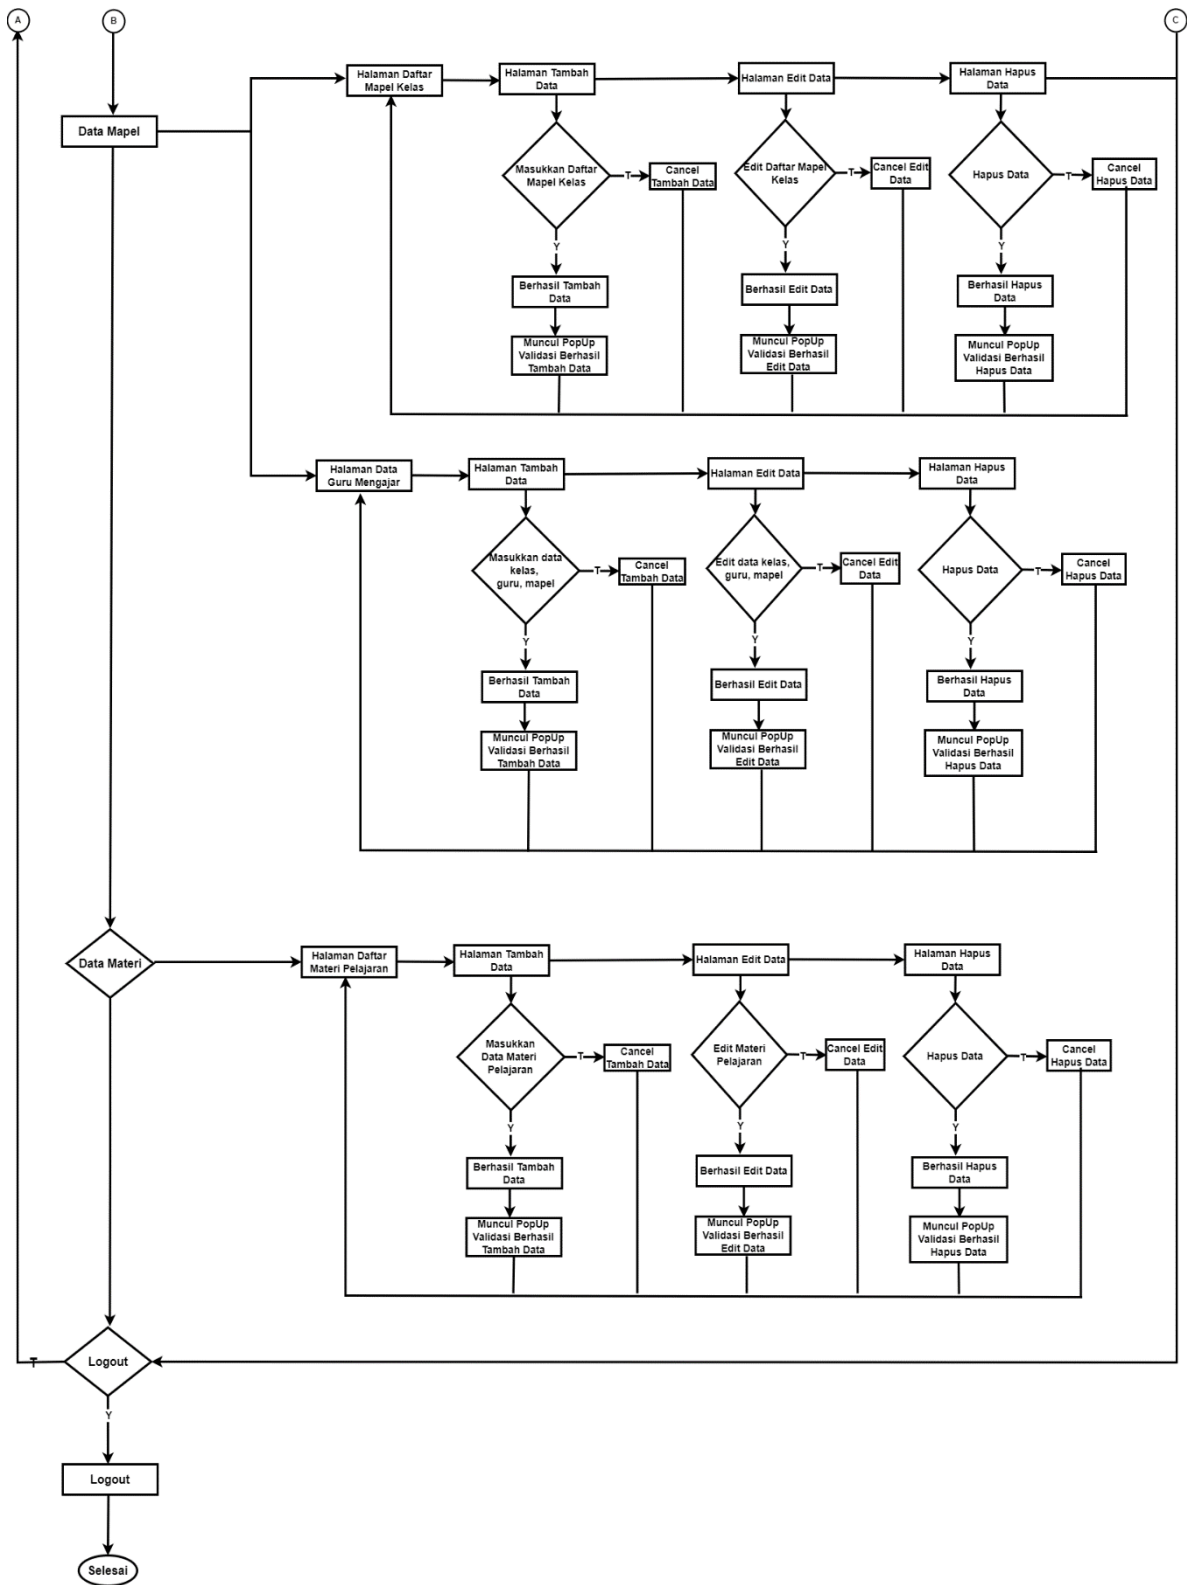 A
B
C
Halaman Daftar
Mapel Kelas
Halaman Tambah
Data
Halaman Edit Data
Halaman Hapus
Data
Data Mapel
Masukkan Daftar
Mapel Kelas
T
Cancel
Tambah Data
Edit Daftar Mapel
Kelas
T
Cancel Edit
Data
Hapus Data
T
Cancel
Hapus Data
Y
Y
Y
Berhasil Tambah
Data
Berhasil Edit Data
Berhasil Hapus
Data
Muncul PopUp
Validasi Berhasil
Tambah Data
Muncul PopUp
Validasi Berhasil
Edit Data
Muncul PopUp
Validasi Berhasil
Hapus Data
Halaman Data
Guru Mengajar
Halaman Tambah
Data
Halaman Edit Data
Halaman Hapus
Data
Masukkan data
kelas,
guru, mapel
T
Cancel
Tambah Data
Edit data kelas,
guru, mapel
T
Cancel Edit
Data
Hapus Data
T
Cancel
Hapus Data
Y
Y
Y
Berhasil Tambah
Data
Berhasil Edit Data
Berhasil Hapus
Data
Muncul PopUp
Validasi Berhasil
Tambah Data
Muncul PopUp
Validasi Berhasil
Edit Data
Muncul PopUp
Validasi Berhasil
Hapus Data
Data Materi
Halaman Daftar
Materi Pelajaran
Halaman Tambah
Data
Halaman Edit Data
Halaman Hapus
Data
Masukkan
Data Materi
Pelajaran
T
Cancel
Tambah Data
Edit Materi
Pelajaran
T
Cancel Edit
Data
Hapus Data
T
Cancel
Hapus Data
Y
Y
Y
Berhasil Tambah
Data
Berhasil Edit Data
Berhasil Hapus
Data
Muncul PopUp
Validasi Berhasil
Tambah Data
Muncul PopUp
Validasi Berhasil
Edit Data
Muncul PopUp
Validasi Berhasil
Hapus Data
T
Logout
Y
Logout
Selesai